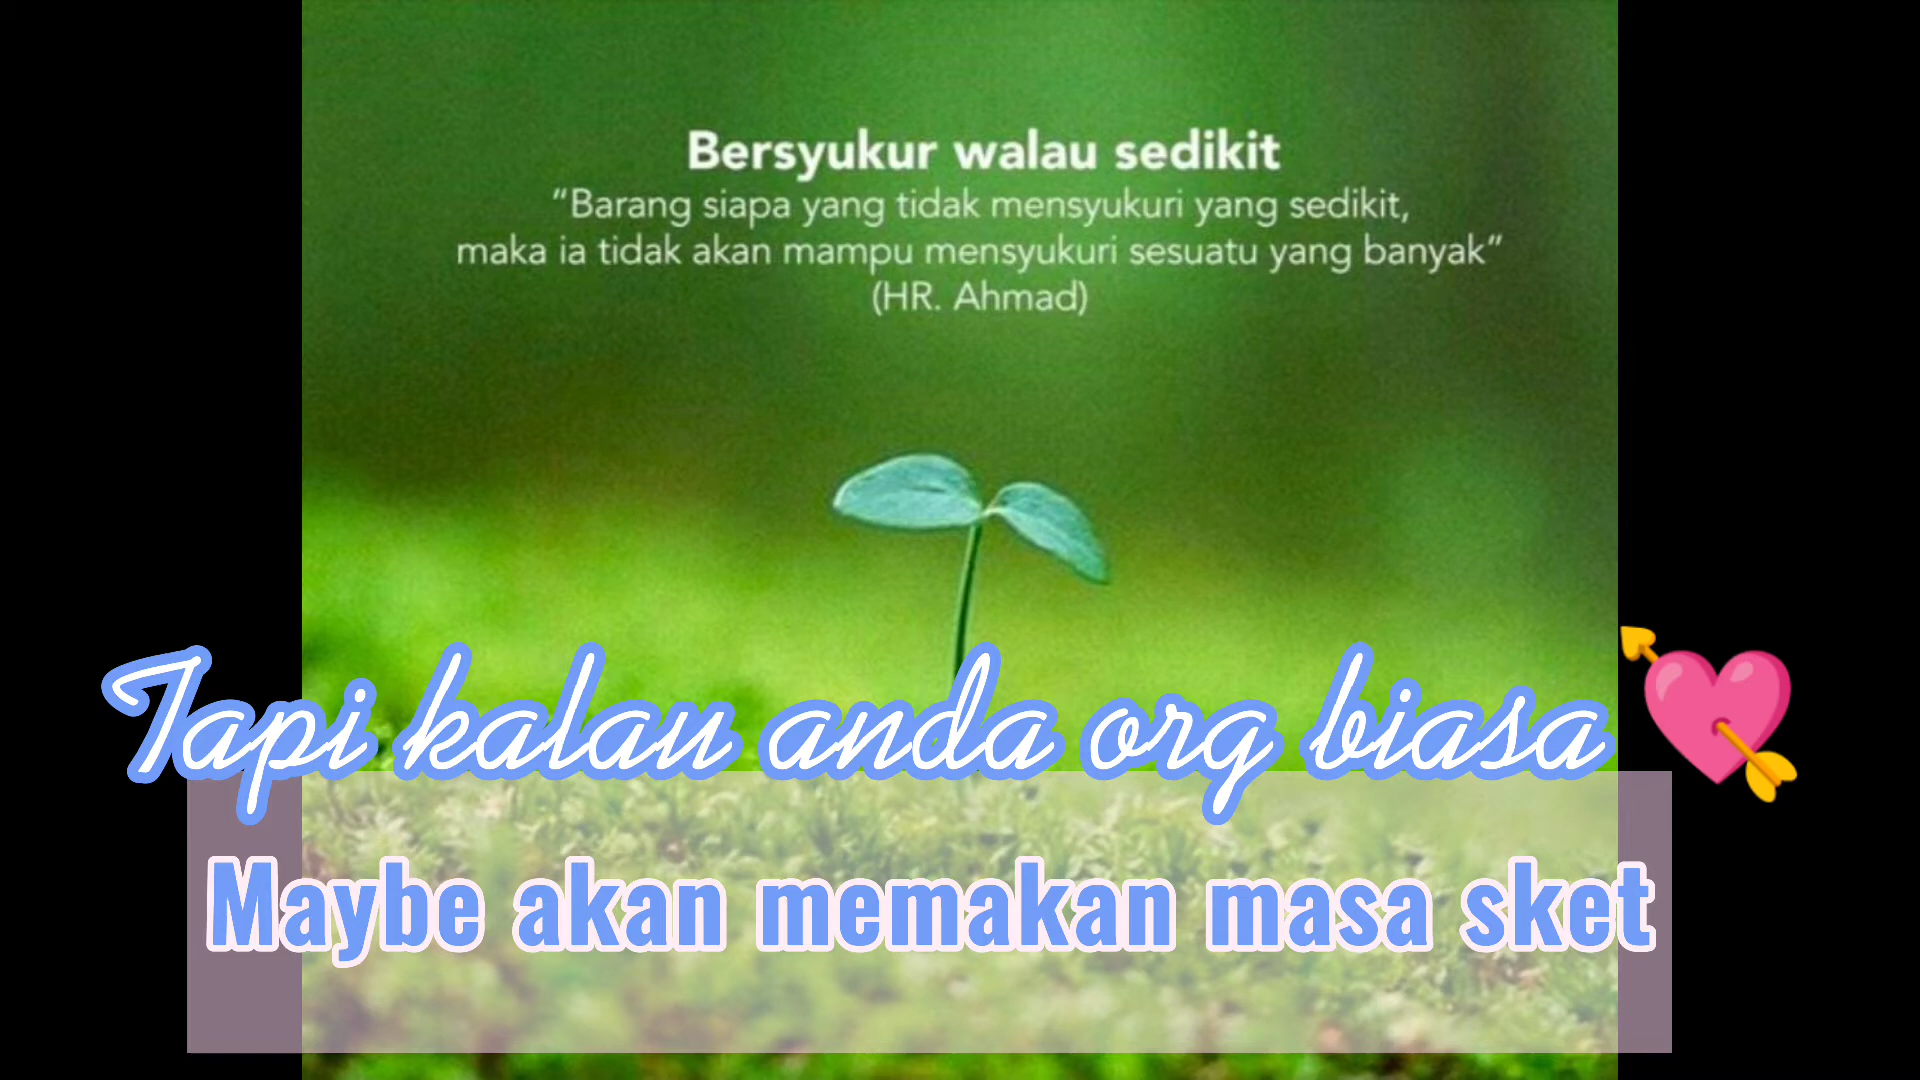 Bersyukur walau sedikit
“Barang siapa yang tidak mensyukuri yang sedikit,
maka ia tidak akan mampu mensyukuri sesuatu yang banyak”
(HR. Ahmad)
Tapi kalau anda org biasa 💘
Maybe akan memakan masa sket